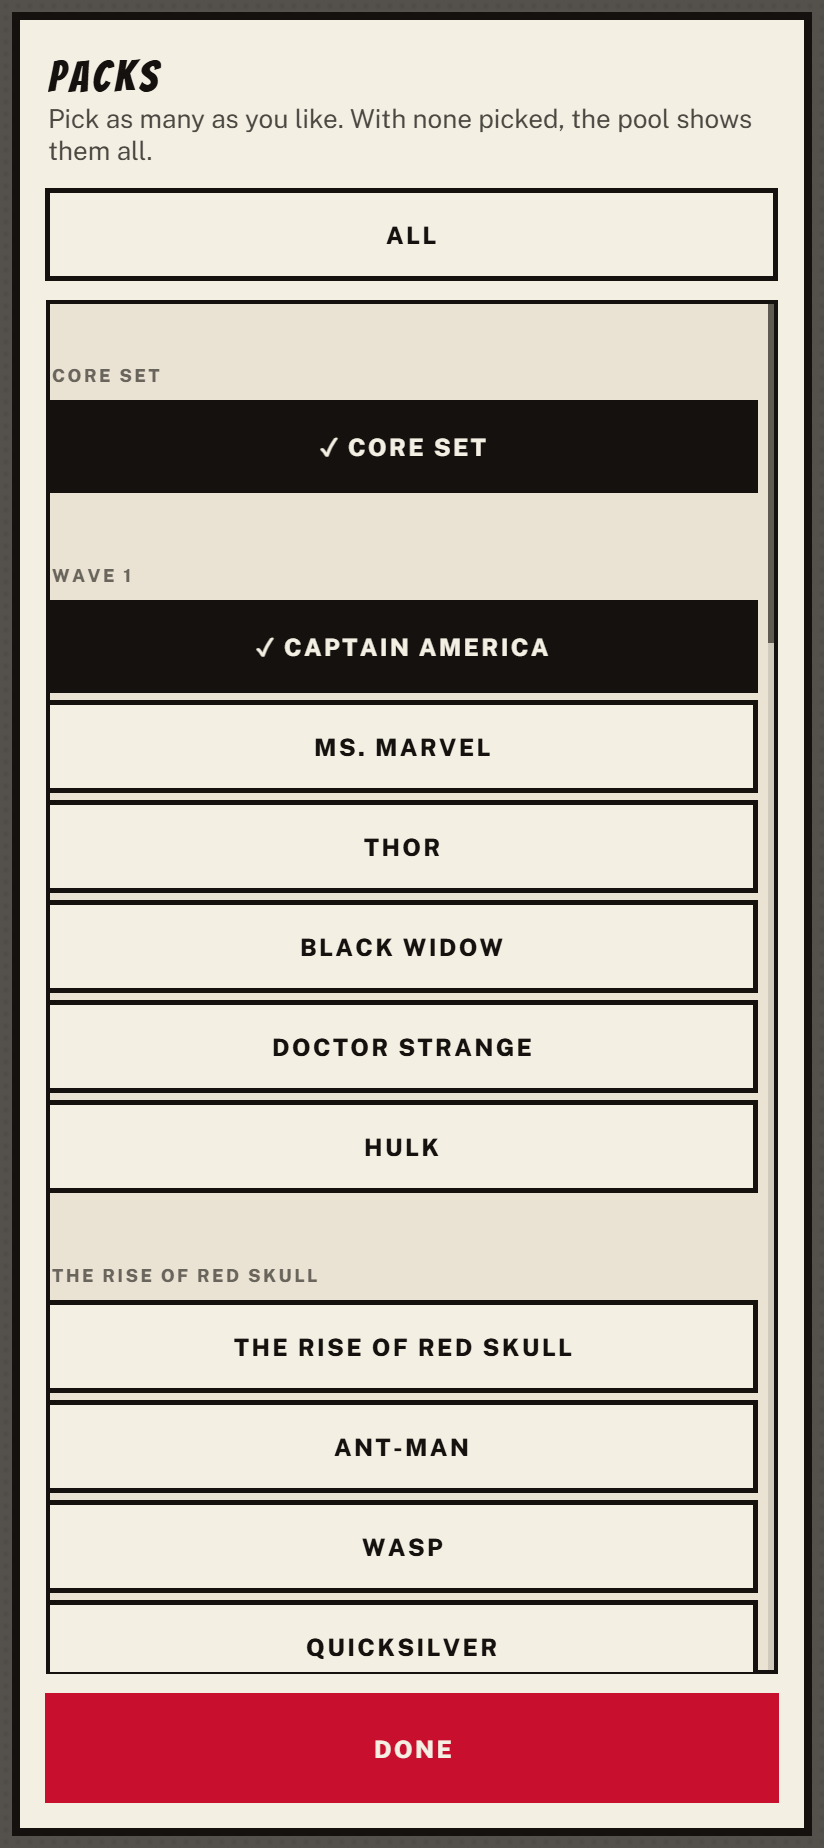 PACKS
Pick as many as you like. With none picked, the pool shows
them all.
ALL
CORE SET
✓ CORE SET
WAVE 1
✓ CAPTAIN AMERICA
MS. MARVEL
THOR
BLACK WIDOW
DOCTOR STRANGE
HULK
THE RISE OF RED SKULL
THE RISE OF RED SKULL
ANT-MAN
WASP
QUICKSILVER
DONE